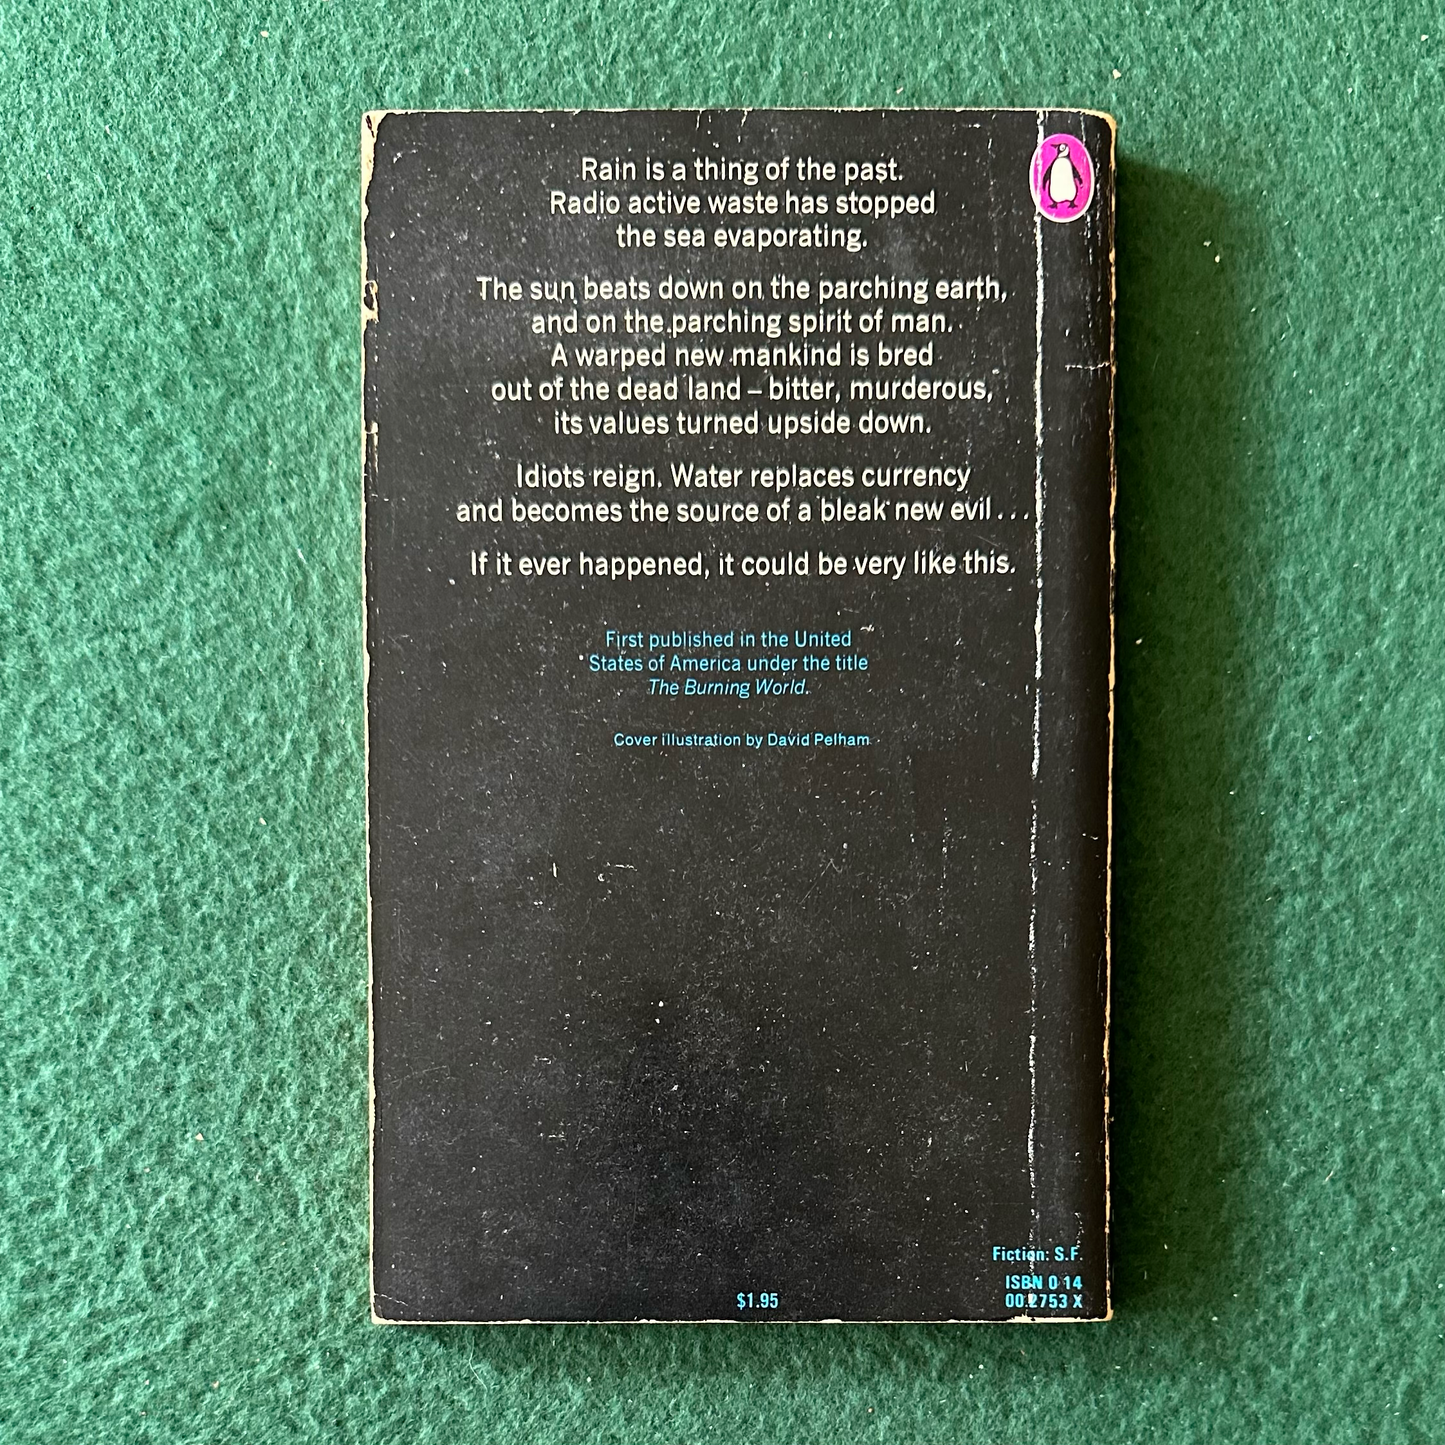 Rain is a thing of the past.
Radio active waste has stopped
the sea evaporating.
The sun beats down on the parching earth,
and on the parching spirit of man.
A warped new mankind is bred
out of the dead land – bitter, murderous,
its values turned upside down.
Idiots reign. Water replaces currency
and becomes the source of a bleak new evil...
If it ever happened, it could be very like this.
First published in the United
States of America under the title
The Burning World.
Cover illustration by David Pelham
Fiction: S.F.
ISBN 0 14
00.2753 X
$1.95